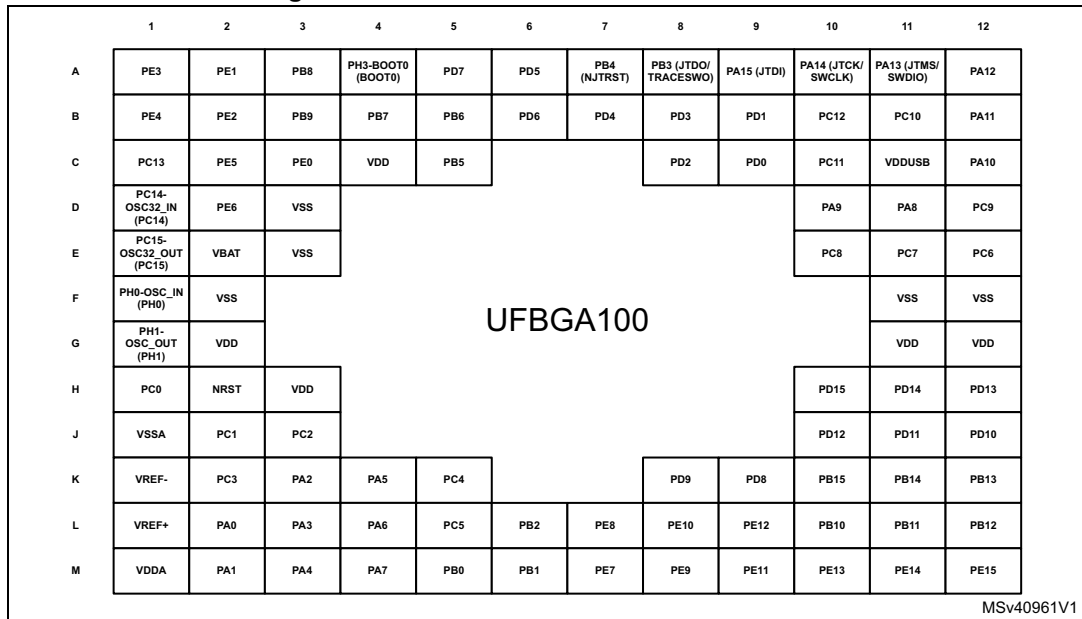 1 2 3 4 5 6 7 8 9 10 11 12
A PE3 PE1 PB8 PH3-BOOT0 (BOOT0) PD7 PD5 PB4 (NJTRST) PB3 (JTDO/ TRACESWO) PA15 (JTDI) PA14 (JTCK/ SWCLK) PA13 (JTMS/ SWDIO) PA12
B PE4 PE2 PB9 PB7 PB6 PD6 PD4 PD3 PD1 PC12 PC10 PA11
C PC13 PE5 PE0 VDD PB5 PD2 PD0 PC11 VDDUSB PA10
D PC14- OSC32_IN (PC14) PE6 VSS PA9 PA8 PC9
E PC15- OSC32_OUT (PC15) VBAT VSS PC8 PC7 PC6
F PH0-OSC_IN (PH0) VSS VSS VSS
UFBGA100
G PH1- OSC_OUT (PH1) VDD VDD VDD
H PC0 NRST VDD PD15 PD14 PD13
J VSSA PC1 PC2 PD12 PD11 PD10
K VREF- PC3 PA2 PA5 PC4 PD9 PD8 PB15 PB14 PB13
L VREF+ PA0 PA3 PA6 PC5 PB2 PE8 PE10 PE12 PB10 PB11 PB12
M VDDA PA1 PA4 PA7 PB0 PB1 PE7 PE9 PE11 PE13 PE14 PE15
MSv40961V1